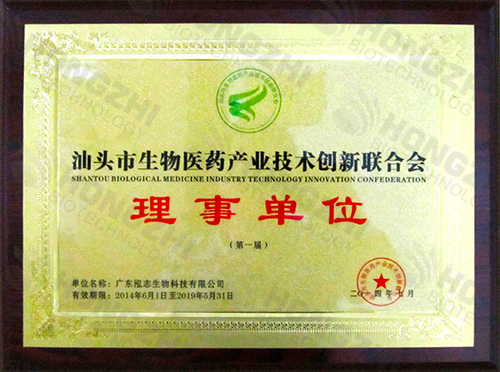 汕头市生物医药产业技术创新联合会
SHANTOU BIOLOGICAL MEDICINE INDUSTRY TECHNOLOGY INNOVATION CONFEDERATION
理事单位
(第一届)
单位名称:广东泓志生物科技有限公司
有效期限:2014年6月1日至2019年5月31日
二〇一四年七月
HONGZHI
BIOTECHNOLOGY